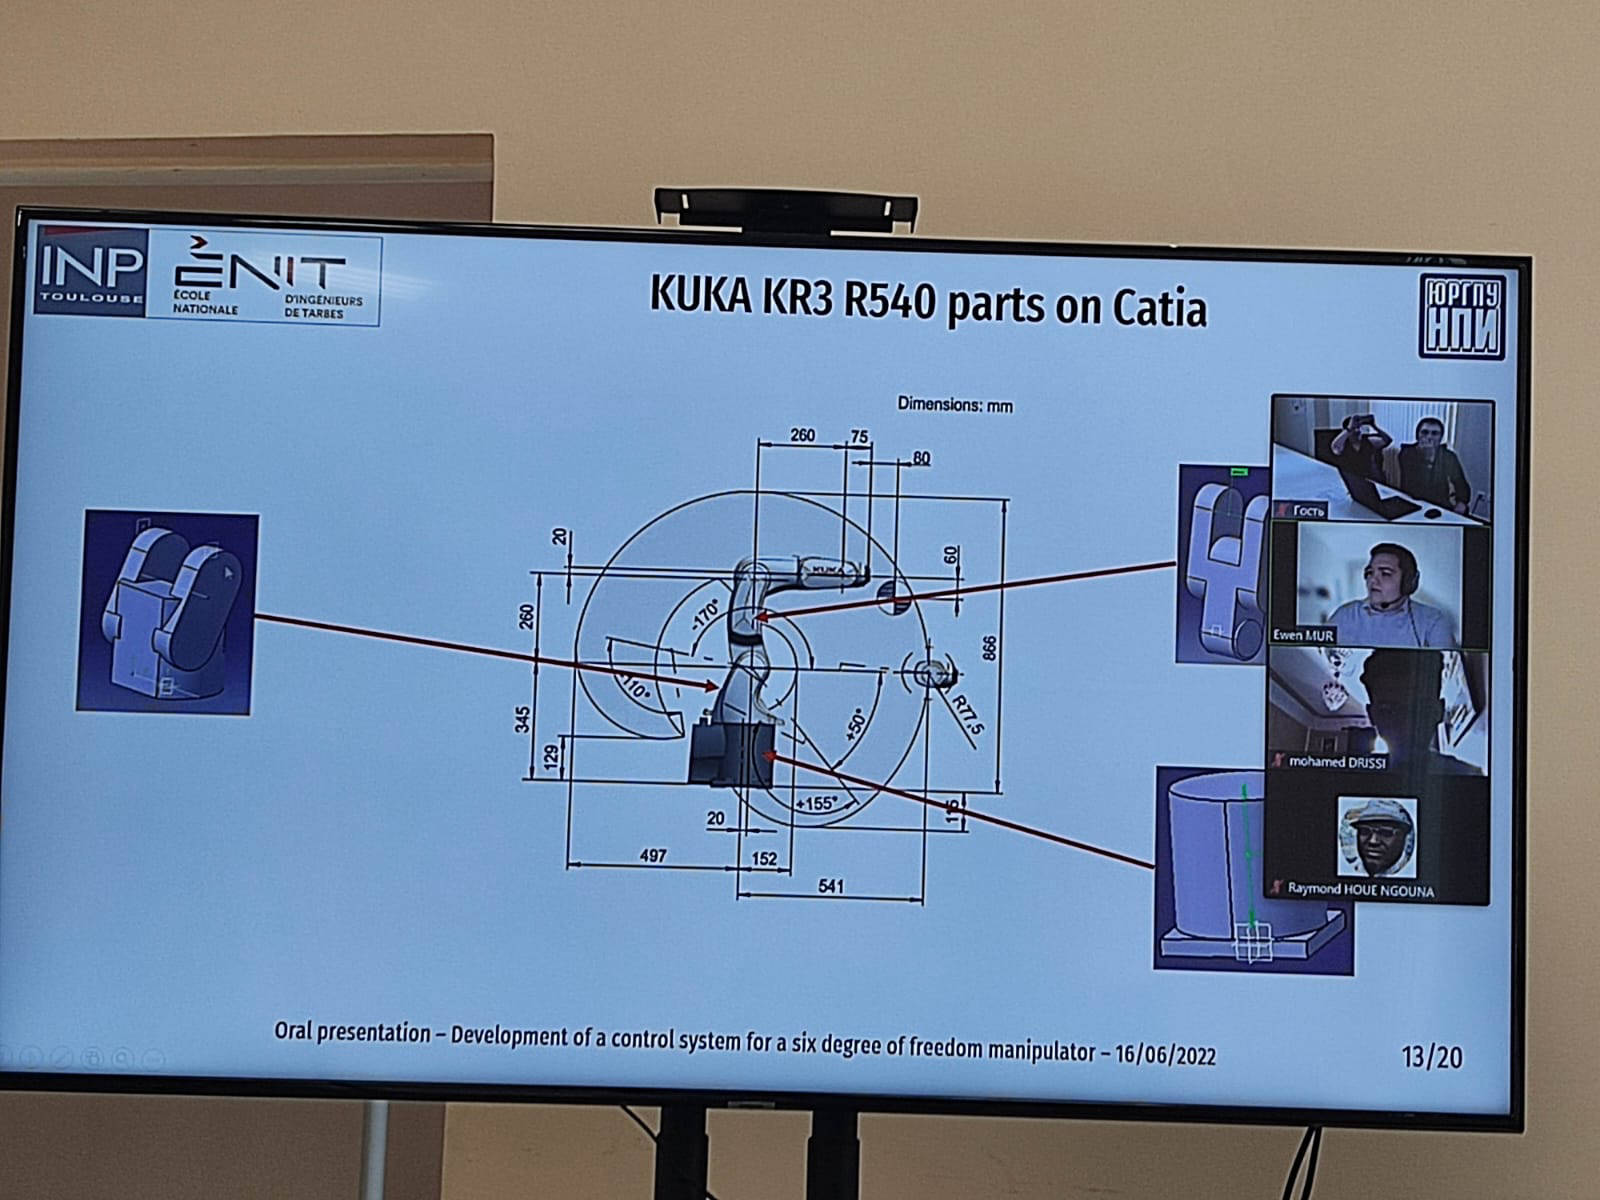 INP
TOULOUSE
ÈNIT
ÉCOLE
NATIONALE
D'INGÉNIEURS
DE TARBES
KUKA KR3 R540 parts on Catia
ЮРГПУ
НПИ
Dimensions: mm
260
75
80
20
60
KUKA
260
-170°
866
-110°
345
+50°
R77,5
129
+155°
20
497
152
541
Гость
Ewen MUR
mohamed DRISSI
Raymond HOUE NGOUNA
Oral presentation – Development of a control system for a six degree of freedom manipulator – 16/06/2022
13/20